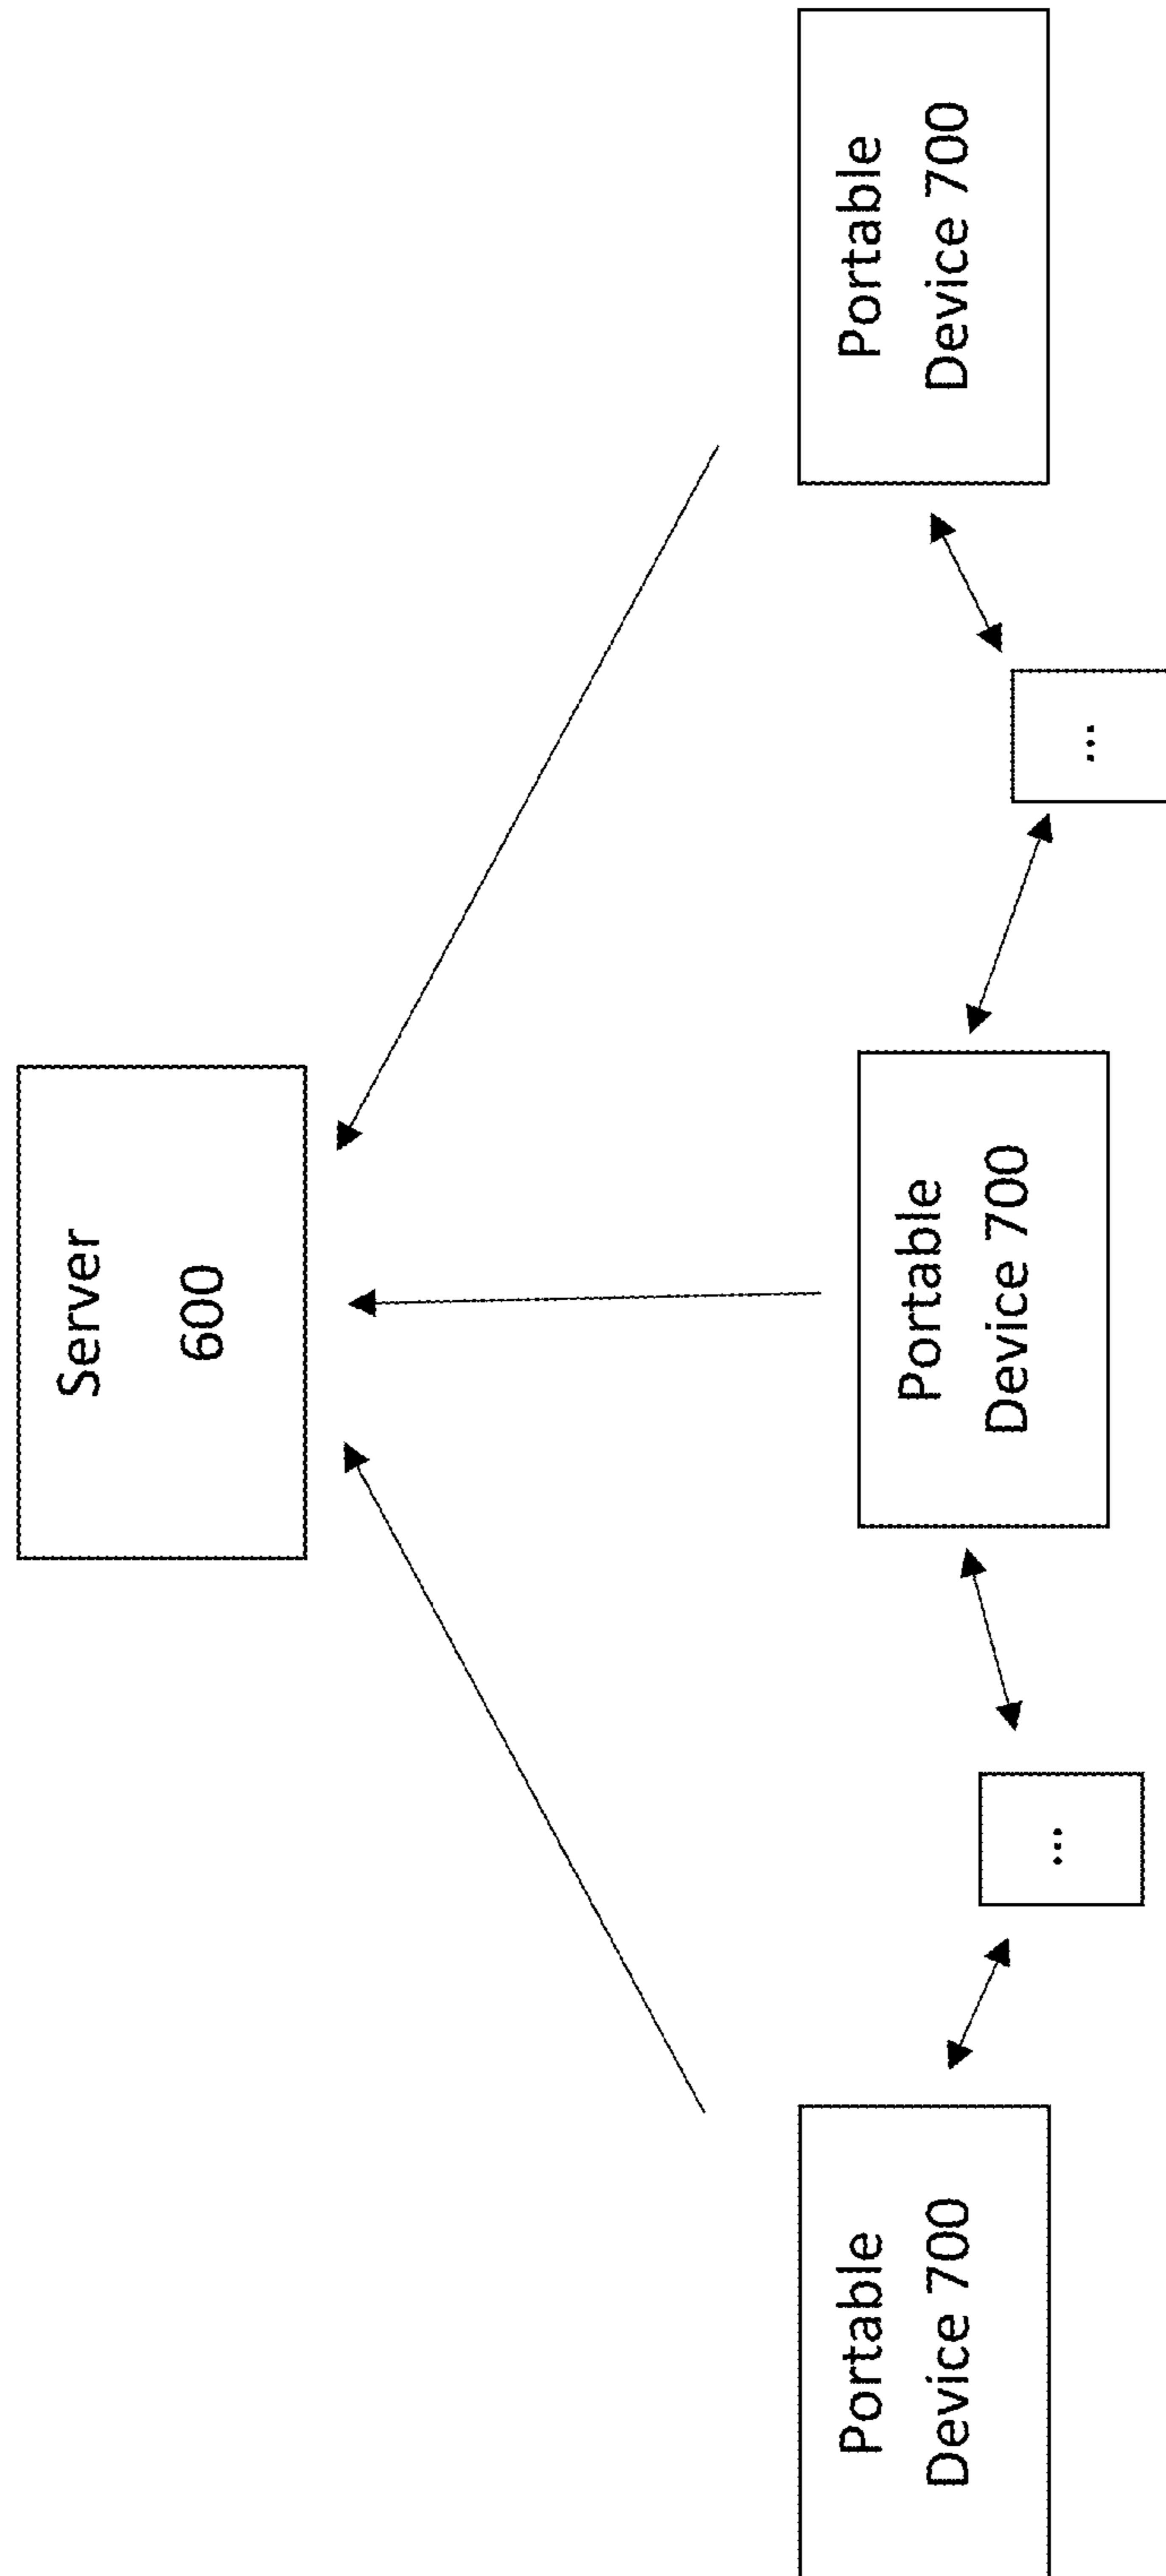 Server
600
Portable
Device 700
...
Portable
Device 700
...
Portable
Device 700